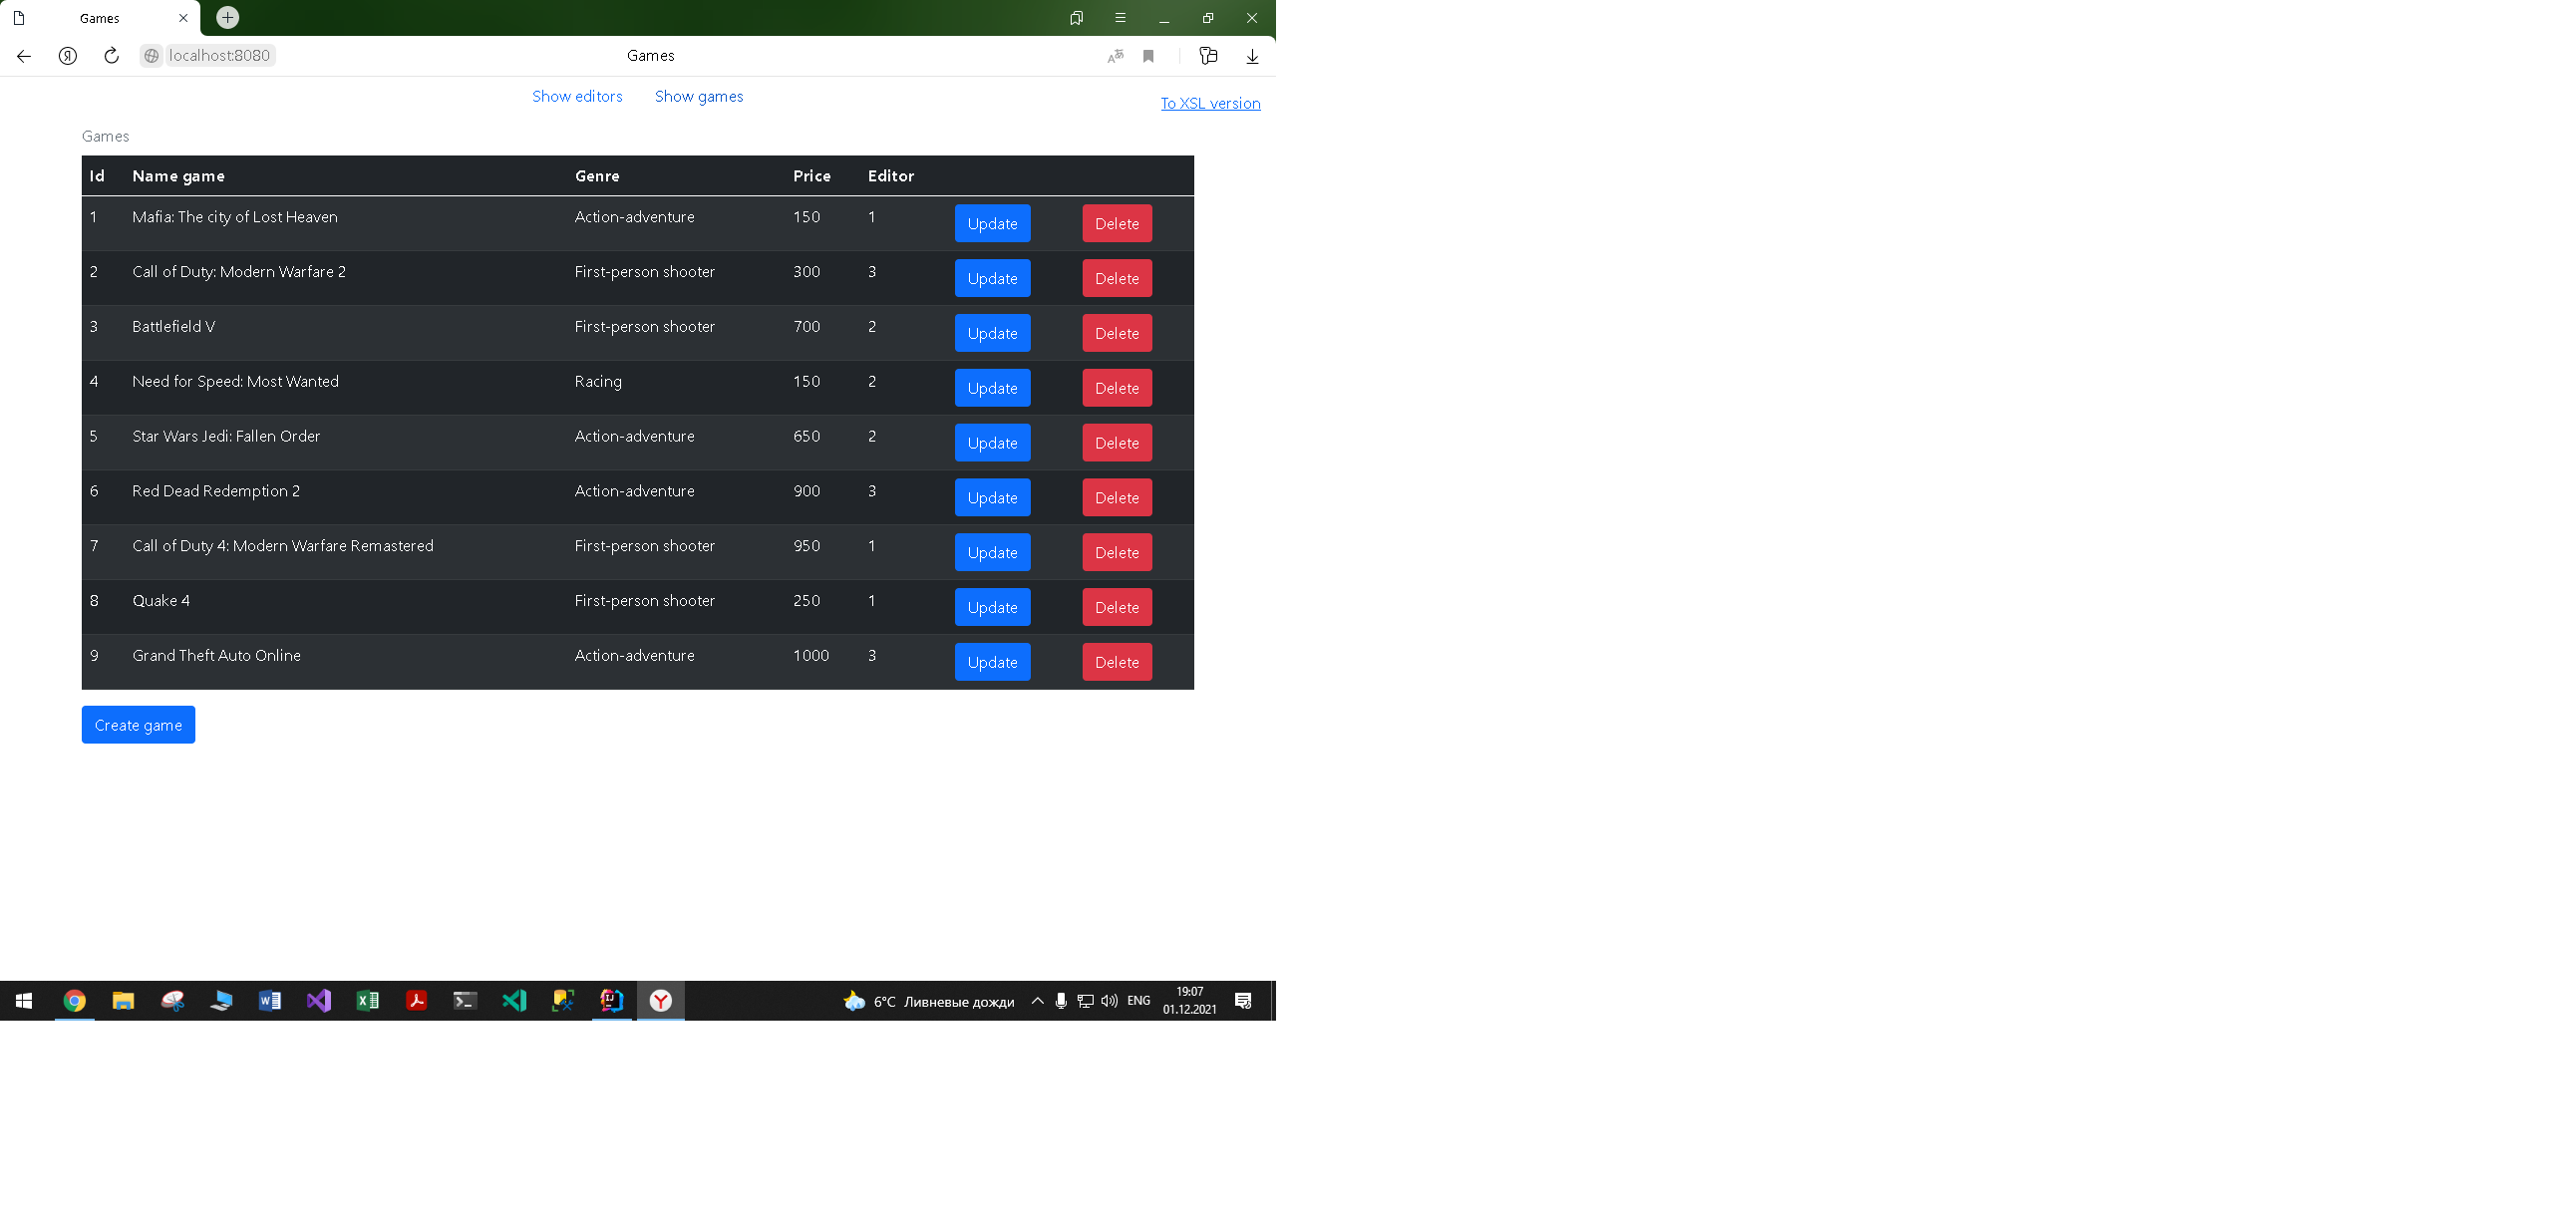 Games
localhost:8080 Games
Show editors Show games To XSL version
Games
Id Name game Genre Price Editor
1 Mafia: The city of Lost Heaven Action-adventure 150 1 Update Delete
2 Call of Duty: Modern Warfare 2 First-person shooter 300 3 Update Delete
3 Battlefield V First-person shooter 700 2 Update Delete
4 Need for Speed: Most Wanted Racing 150 2 Update Delete
5 Star Wars Jedi: Fallen Order Action-adventure 650 2 Update Delete
6 Red Dead Redemption 2 Action-adventure 900 3 Update Delete
7 Call of Duty 4: Modern Warfare Remastered First-person shooter 950 1 Update Delete
8 Quake 4 First-person shooter 250 1 Update Delete
9 Grand Theft Auto Online Action-adventure 1000 3 Update Delete
Create game
6°C Ливневые дожди ENG 19:07
01.12.2021